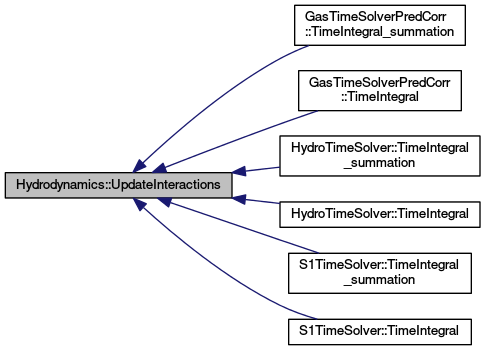 GasTimeSolverPredCorr
::TimeIntegral_summation
GasTimeSolverPredCorr
::TimeIntegral
HydroTimeSolver::TimeIntegral
_summation
Hydrodynamics::UpdateInteractions
HydroTimeSolver::TimeIntegral
S1TimeSolver::TimeIntegral
_summation
S1TimeSolver::TimeIntegral